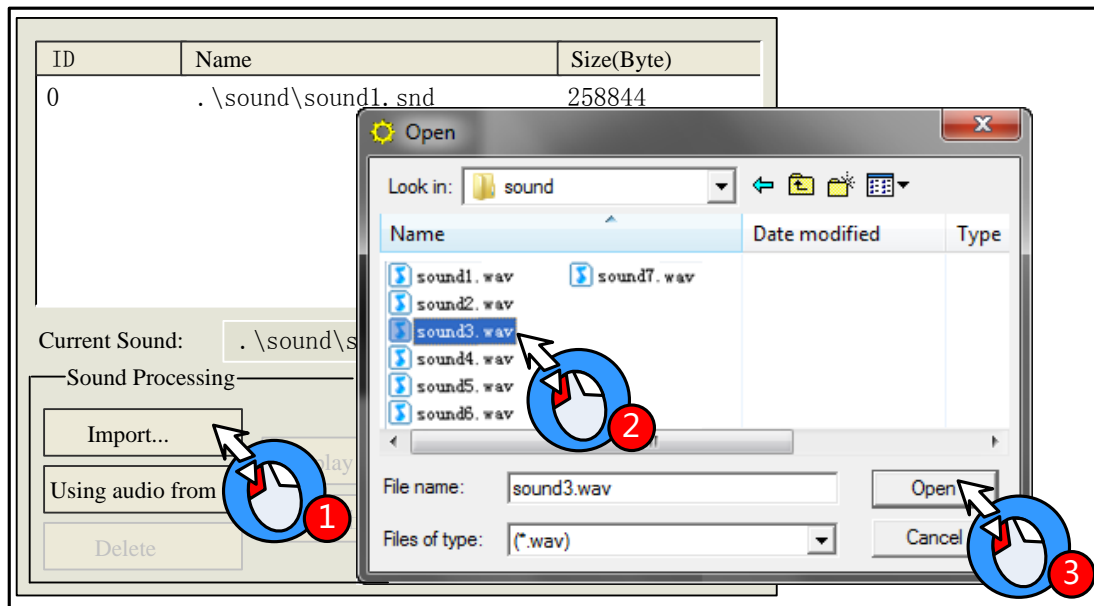 ID Name Size(Byte)
0 .\sound\sound1.snd 258844
Open
Look in: sound
Name Date modified Type
sound1.wav sound7.wav
sound2.wav
sound3.wav
sound4.wav
sound5.wav
sound6.wav
Current Sound: .\sound\s
Sound Processing
Import...
Using audio from
Delete
File name: sound3.wav Open
Files of type: (*.wav) Cancel
1
2
3